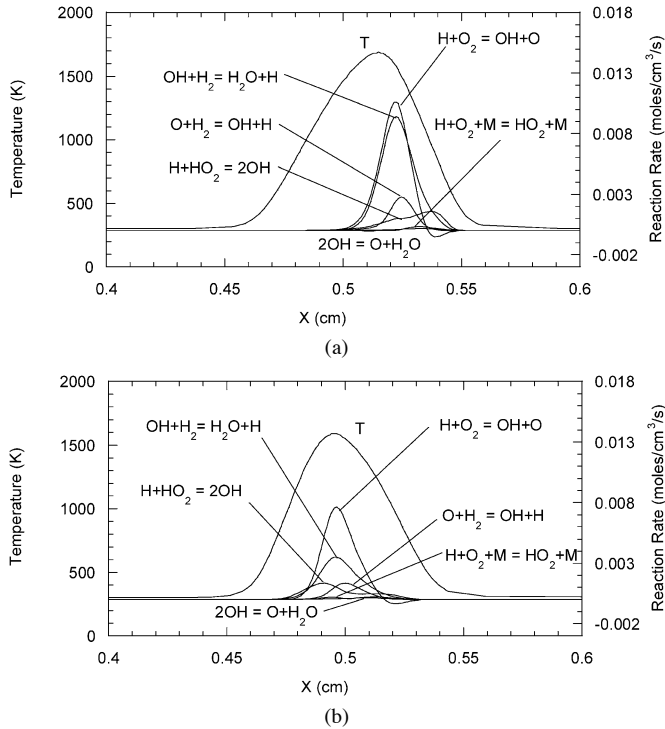 2000
1500
1000
500
0
Temperature (K)
0.018
0.013
0.008
0.003
-0.002
Reaction Rate (moles/cm³/s)
T
H+O₂ = OH+O
OH+H₂= H₂O+H
O+H₂ = OH+H
H+O₂+M = HO₂+M
H+HO₂ = 2OH
2OH = O+H₂O
0.4 0.45 0.5 0.55 0.6
X (cm)
(a)
2000
1500
1000
500
0
Temperature (K)
0.018
0.013
0.008
0.003
-0.002
Reaction Rate (moles/cm³/s)
OH+H₂= H₂O+H
T
H+O₂ = OH+O
H+HO₂ = 2OH
O+H₂ = OH+H
H+O₂+M = HO₂+M
2OH = O+H₂O
0.4 0.45 0.5 0.55 0.6
X (cm)
(b)